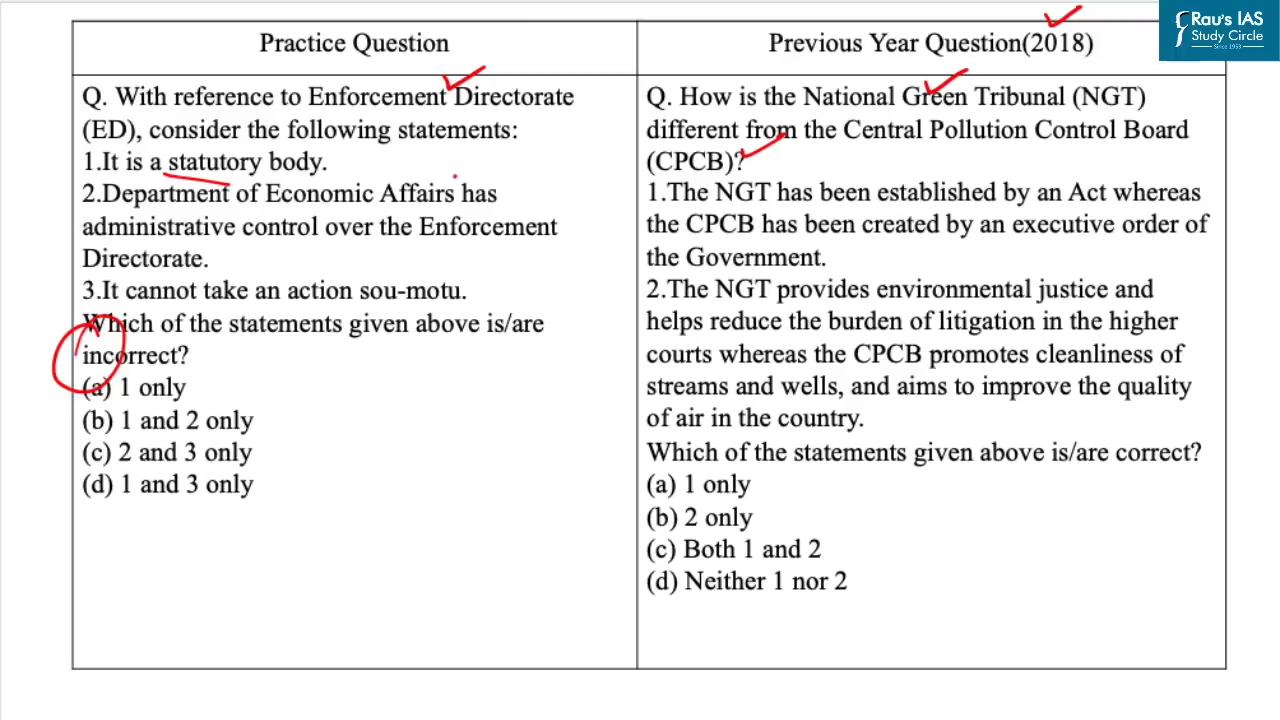 Rau's IAS
Study Circle
Since 1953
Practice Question
Q. With reference to Enforcement Directorate
(ED), consider the following statements:
1.It is a statutory body.
2.Department of Economic Affairs has
administrative control over the Enforcement
Directorate.
3.It cannot take an action sou-motu.
Which of the statements given above is/are
incorrect?
(a) 1 only
(b) 1 and 2 only
(c) 2 and 3 only
(d) 1 and 3 only
Previous Year Question(2018)
Q. How is the National Green Tribunal (NGT)
different from the Central Pollution Control Board
(CPCB)?
1.The NGT has been established by an Act whereas
the CPCB has been created by an executive order of
the Government.
2.The NGT provides environmental justice and
helps reduce the burden of litigation in the higher
courts whereas the CPCB promotes cleanliness of
streams and wells, and aims to improve the quality
of air in the country.
Which of the statements given above is/are correct?
(a) 1 only
(b) 2 only
(c) Both 1 and 2
(d) Neither 1 nor 2